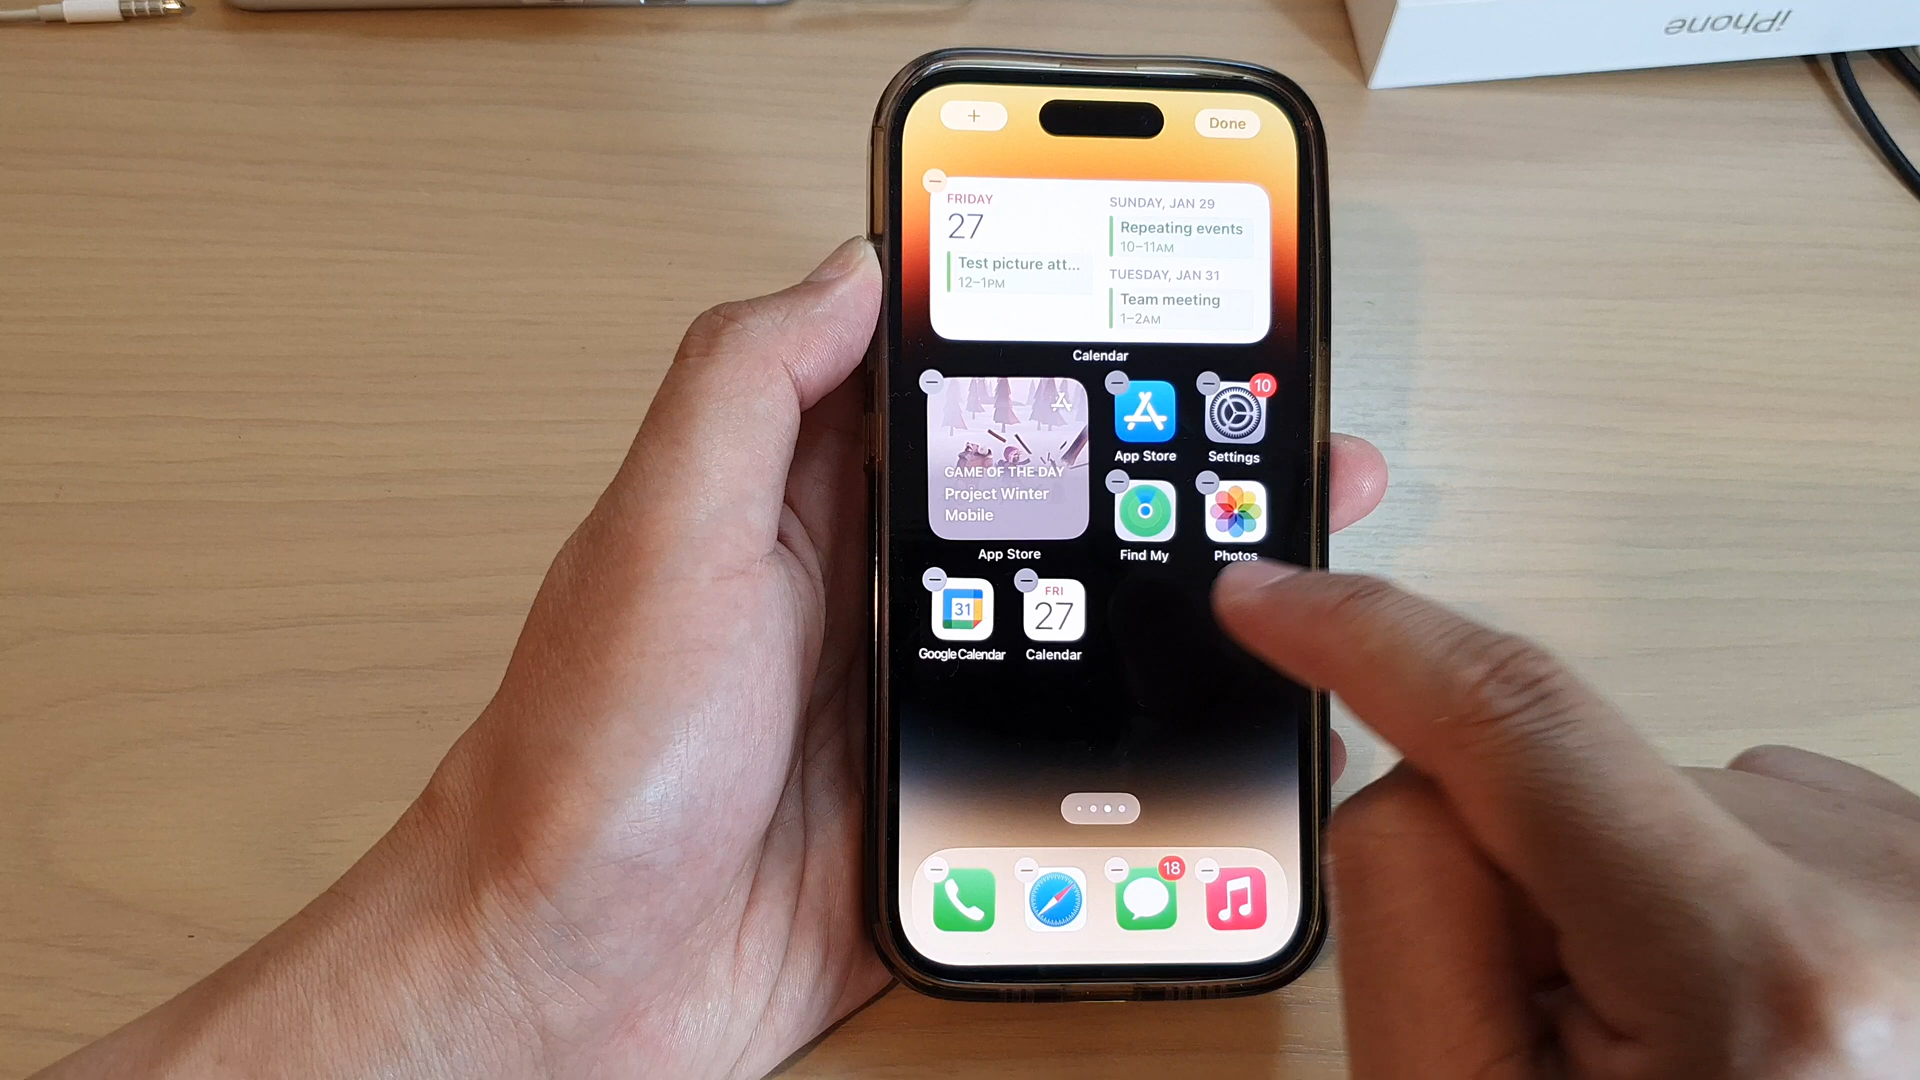 iPhone
+
Done
FRIDAY
27
Test picture att...
12–1PM
SUNDAY, JAN 29
Repeating events
10–11AM
TUESDAY, JAN 31
Team meeting
1–2AM
Calendar
GAME OF THE DAY
Project Winter
Mobile
App Store
App Store
10
Settings
Find My
Photos
31
Google Calendar
FRI
27
Calendar
18